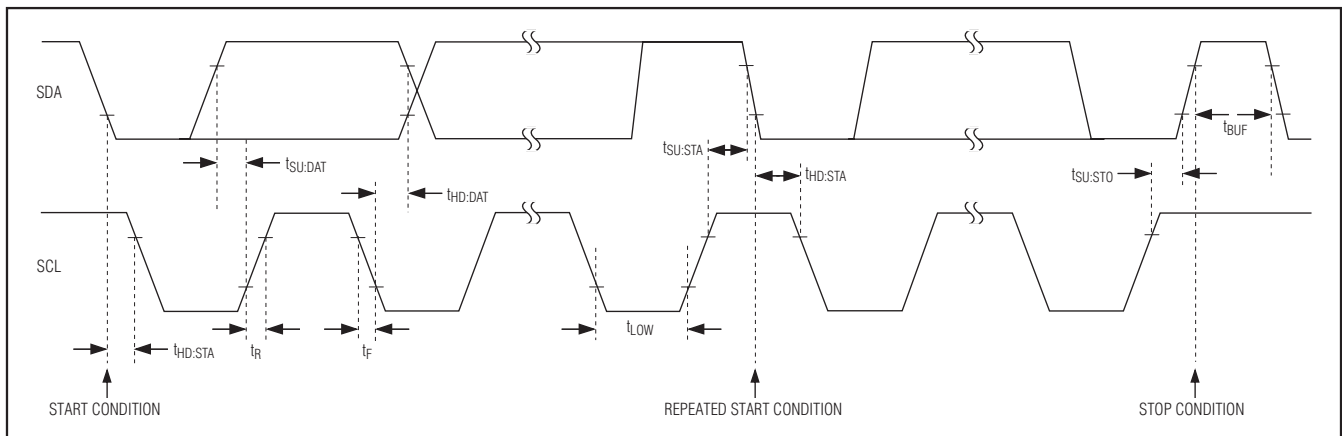 SDA
tSU:DAT
tHD:DAT
tSU:STA
tHD:STA
tSU:STO
tBUF
SCL
tHD:STA
tR
tF
tLOW
START CONDITION
REPEATED START CONDITION
STOP CONDITION